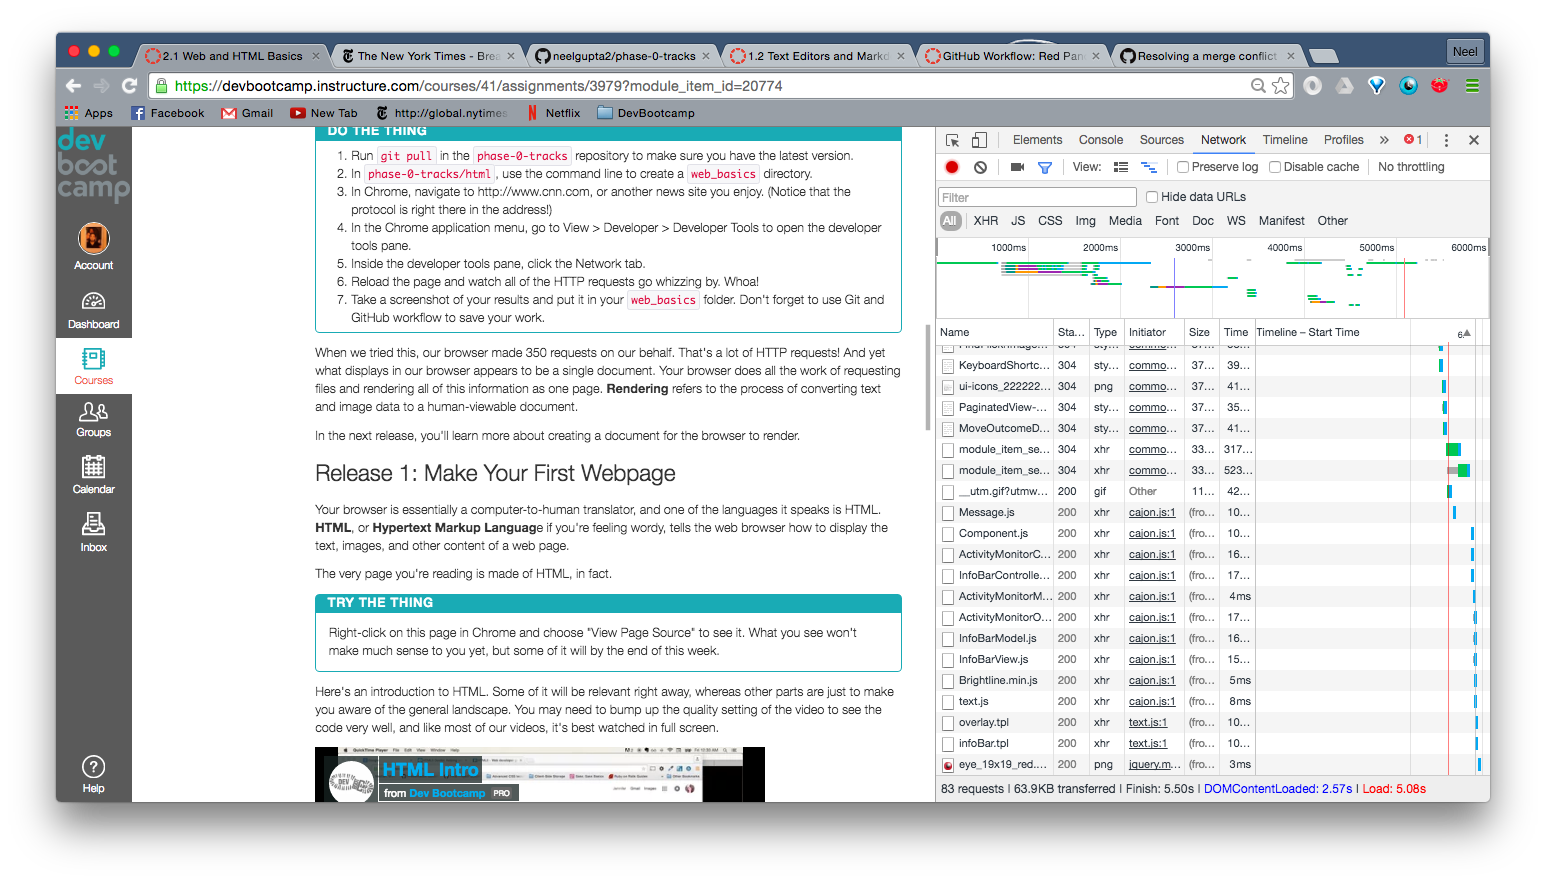 2.1 Web and HTML Basics
The New York Times - Brea
neelgupta2/phase-0-tracks
1.2 Text Editors and Markd
GitHub Workflow: Red Pan
Resolving a merge conflict
Neel
https://devbootcamp.instructure.com/courses/41/assignments/3979?module_item_id=20774
Apps
Facebook
Gmail
New Tab
http://global.nytimes
Netflix
DevBootcamp
dev
boot
camp
Account
Dashboard
Courses
Groups
Calendar
Inbox
Help
DO THE THING
1. Run git pull in the phase-0-tracks repository to make sure you have the latest version.
2. In phase-0-tracks/html, use the command line to create a web_basics directory.
3. In Chrome, navigate to http://www.cnn.com, or another news site you enjoy. (Notice that the
protocol is right there in the address!)
4. In the Chrome application menu, go to View > Developer > Developer Tools to open the developer
tools pane.
5. Inside the developer tools pane, click the Network tab.
6. Reload the page and watch all of the HTTP requests go whizzing by. Whoa!
7. Take a screenshot of your results and put it in your web_basics folder. Don't forget to use Git and
GitHub workflow to save your work.
When we tried this, our browser made 350 requests on our behalf. That's a lot of HTTP requests! And yet
what displays in our browser appears to be a single document. Your browser does all the work of requesting
files and rendering all of this information as one page. Rendering refers to the process of converting text
and image data to a human-viewable document.
In the next release, you'll learn more about creating a document for the browser to render.
Release 1: Make Your First Webpage
Your browser is essentially a computer-to-human translator, and one of the languages it speaks is HTML.
HTML, or Hypertext Markup Language if you're feeling wordy, tells the web browser how to display the
text, images, and other content of a web page.
The very page you're reading is made of HTML, in fact.
TRY THE THING
Right-click on this page in Chrome and choose "View Page Source" to see it. What you see won't
make much sense to you yet, but some of it will by the end of this week.
Here's an introduction to HTML. Some of it will be relevant right away, whereas other parts are just to make
you aware of the general landscape. You may need to bump up the quality setting of the video to see the
code very well, and like most of our videos, it's best watched in full screen.
QuickTime Player File Edit View Window Help
HTML Intro
from Dev Bootcamp PRO
Elements Console Sources Network Timeline Profiles » 1
View: Preserve log Disable cache No throttling
Filter Hide data URLs
All XHR JS CSS Img Media Font Doc WS Manifest Other
1000ms 2000ms 3000ms 4000ms 5000ms 6000ms
Name Sta... Type Initiator Size Time Timeline – Start Time 6.
KeyboardShortc... 304 sty... commo... 37... 39...
ui-icons_222222... 304 png commo... 37... 41...
PaginatedView-... 304 sty... commo... 37... 35...
MoveOutcomeD... 304 sty... commo... 37... 41...
module_item_se... 304 xhr commo... 33... 317...
module_item_se... 304 xhr commo... 33... 523...
__utm.gif?utmw... 200 gif Other 11... 42...
Message.js 200 xhr cajon.js:1 (fro... 10...
Component.js 200 xhr cajon.js:1 (fro... 10...
ActivityMonitorC... 200 xhr cajon.js:1 (fro... 16...
InfoBarControlle... 200 xhr cajon.js:1 (fro... 17...
ActivityMonitorM... 200 xhr cajon.js:1 (fro... 4 ms
ActivityMonitorO... 200 xhr cajon.js:1 (fro... 17...
InfoBarModel.js 200 xhr cajon.js:1 (fro... 16...
InfoBarView.js 200 xhr cajon.js:1 (fro... 15...
Brightline.min.js 200 xhr cajon.js:1 (fro... 5 ms
text.js 200 xhr cajon.js:1 (fro... 8 ms
overlay.tpl 200 xhr text.js:1 (fro... 10...
infoBar.tpl 200 xhr text.js:1 (fro... 3 ms
eye_19x19_red.... 200 png jquery.m... (fro... 3 ms
83 requests | 63.9KB transferred | Finish: 5.50s | DOMContentLoaded: 2.57s | Load: 5.08s